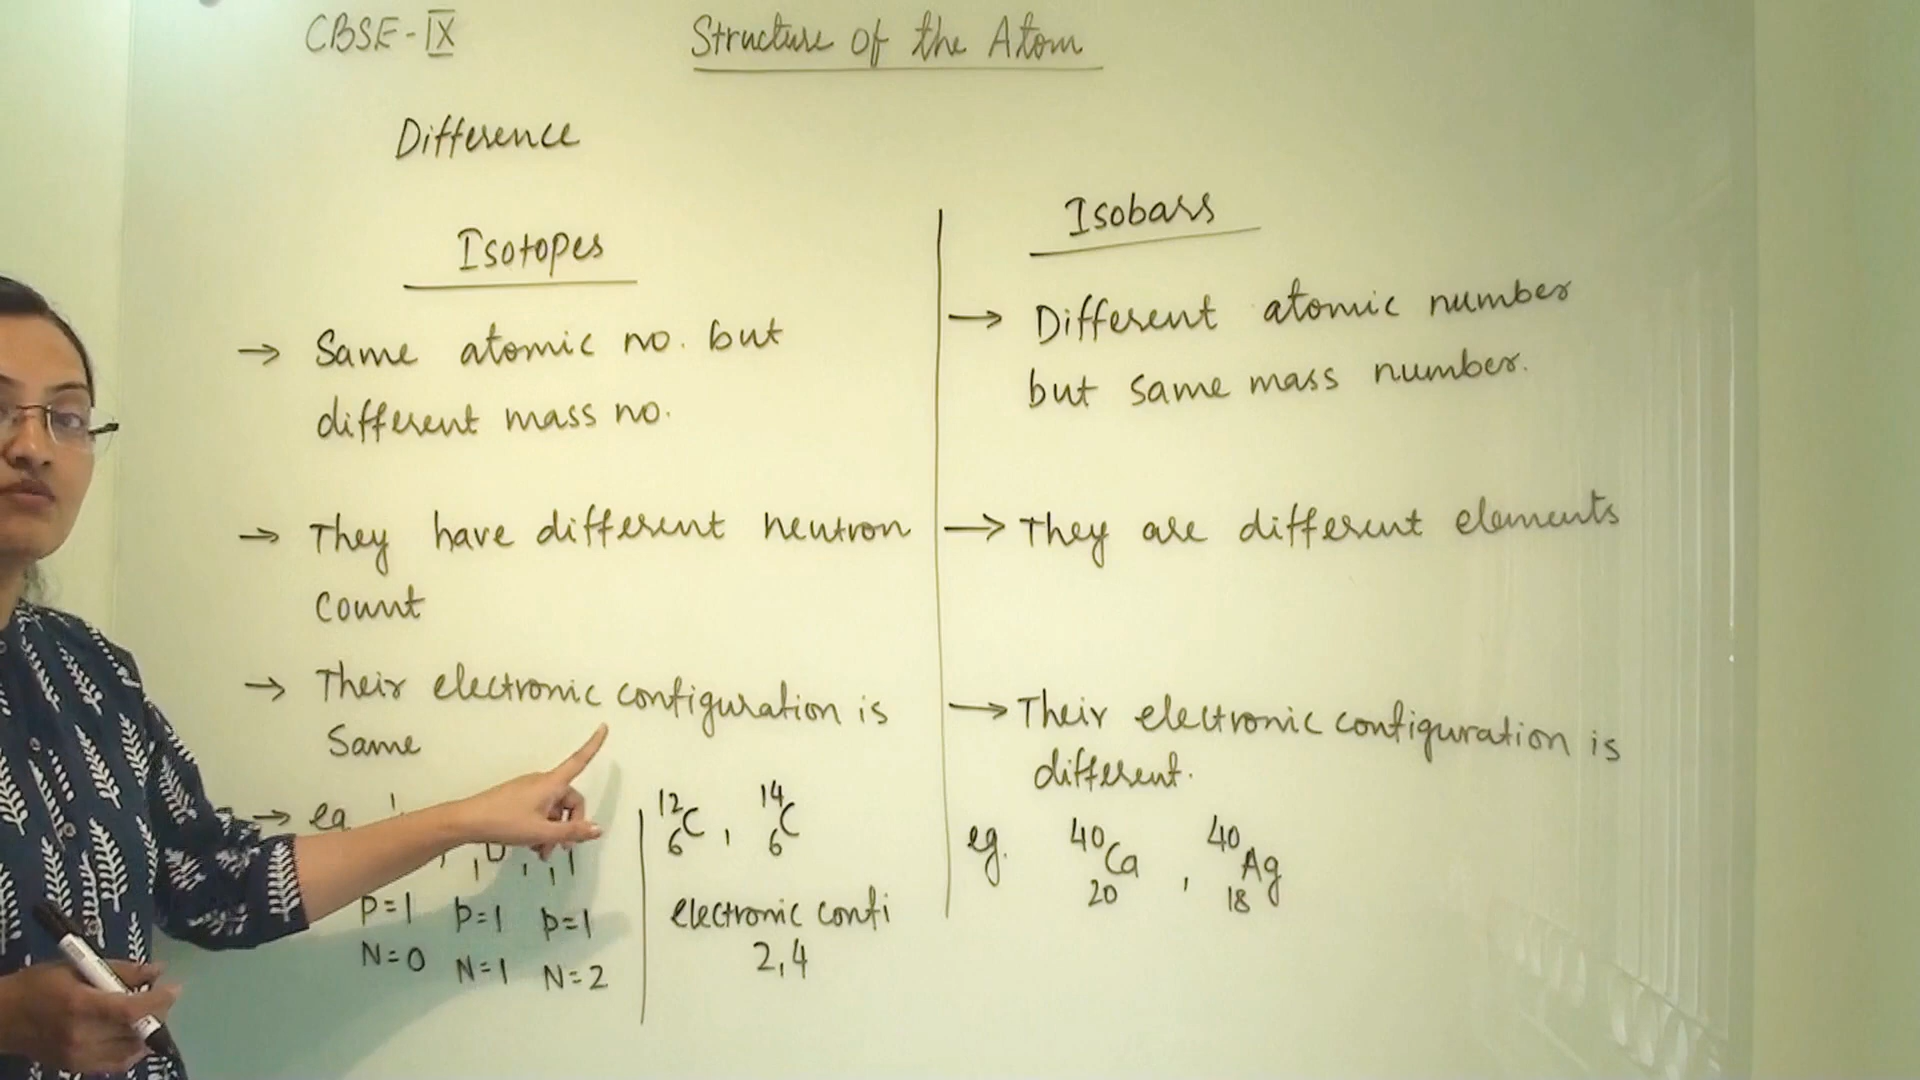 CBSE-IX
Structure of the Atom
Difference
Isotopes
→ Same atomic no. but
different mass no.
→ They have different neutron
count
→ Their electronic configuration is
Same
→ eg
P=1 P=1 P=1
N=0 N=1 N=2
12 6 C, 14 6 C
electronic confi
2,4
Isobars
→ Different atomic number
but same mass number.
→ They are different elements
→ Their electronic configuration is
different.
eg. 40 20 Ca, 40 18 Ag